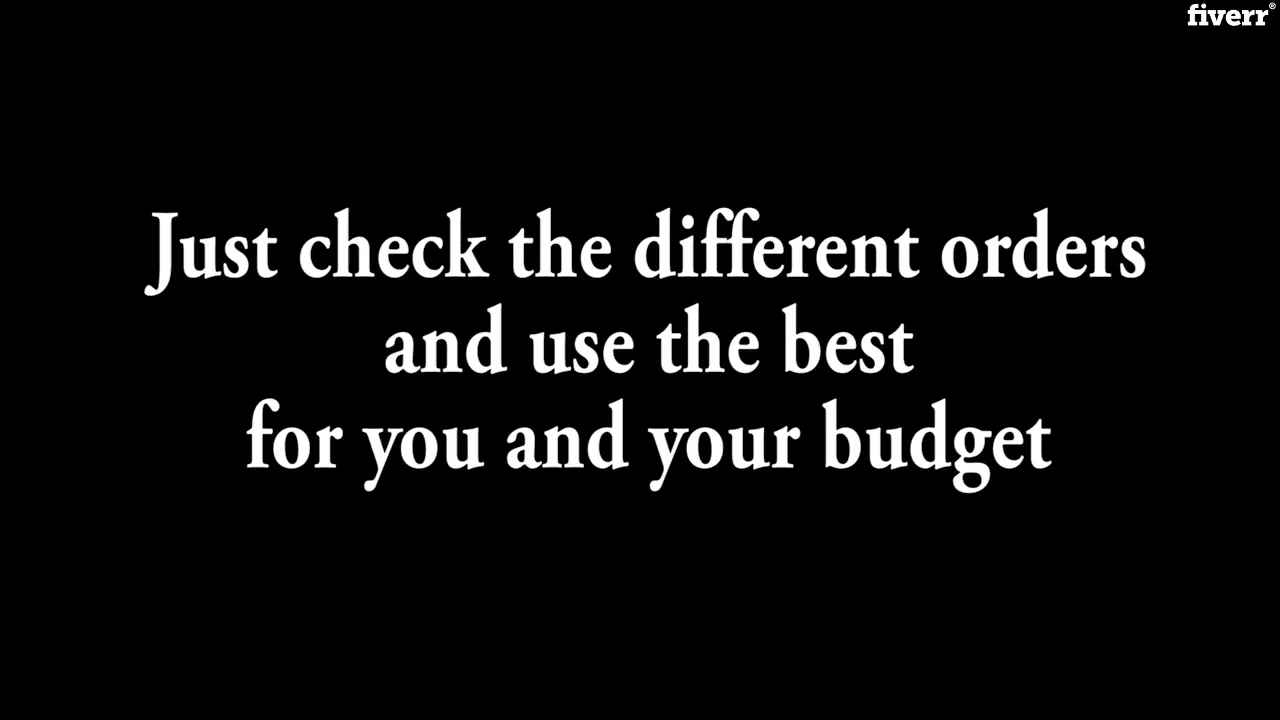 fiverr®
Just check the different orders
and use the best
for you and your budget